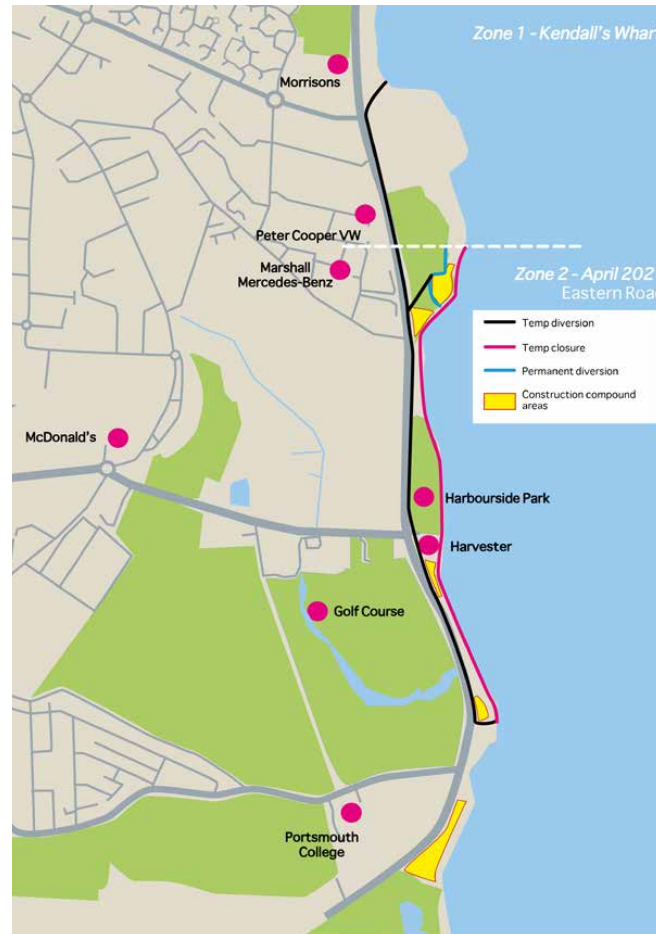 Zone 1 - Kendall's Whar
Morrisons
Peter Cooper VW
Marshall
Mercedes-Benz
Zone 2 - April 202
Eastern Road
Temp diversion
Temp closure
Permanent diversion
Construction compound
areas
McDonald's
Harbourside Park
Harvester
Golf Course
Portsmouth
College